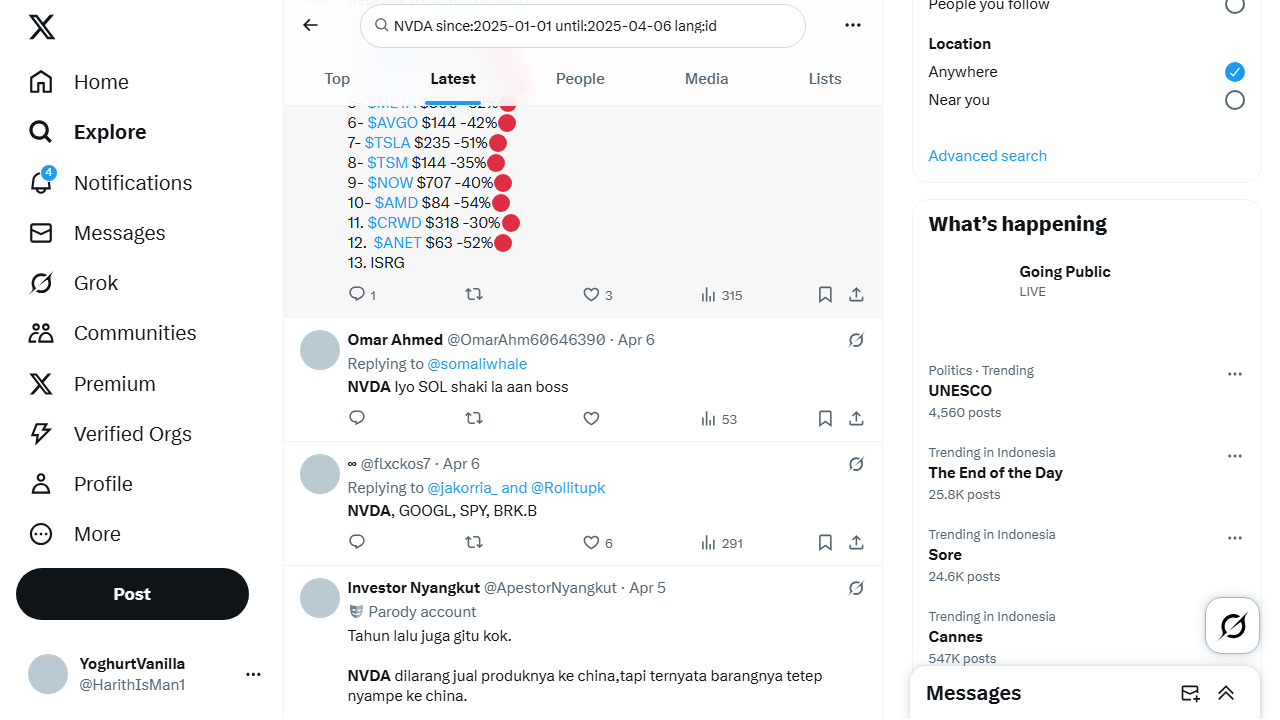 Home
Explore
4
Notifications
Messages
Grok
Communities
Premium
Verified Orgs
Profile
More
Post
YoghurtVanilla
@HarithIsMan1
NVDA since:2025-01-01 until:2025-04-06 lang:id
Top
Latest
People
Media
Lists
6- $AVGO $144 -42%🔴
7- $TSLA $235 -51%🔴
8- $TSM $144 -35%🔴
9- $NOW $707 -40%🔴
10- $AMD $84 -54%🔴
11. $CRWD $318 -30%🔴
12.  $ANET $63 -52%🔴
13. ISRG
1
3
315
Omar Ahmed @OmarAhm60646390 · Apr 6
Replying to @somaliwhale
NVDA Iyo SOL shaki la aan boss
53
∞ @flxckos7 · Apr 6
Replying to @jakorria_ and @Rollitupk
NVDA, GOOGL, SPY, BRK.B
6
291
Investor Nyangkut @ApestorNyangkut · Apr 5
Parody account
Tahun lalu juga gitu kok.
NVDA dilarang jual produknya ke china,tapi ternyata barangnya tetep
nyampe ke china.
People you follow
Location
Anywhere
Near you
Advanced search
What’s happening
Going Public
LIVE
Politics · Trending
UNESCO
4,560 posts
Trending in Indonesia
The End of the Day
25.8K posts
Trending in Indonesia
Sore
24.6K posts
Trending in Indonesia
Cannes
547K posts
Messages